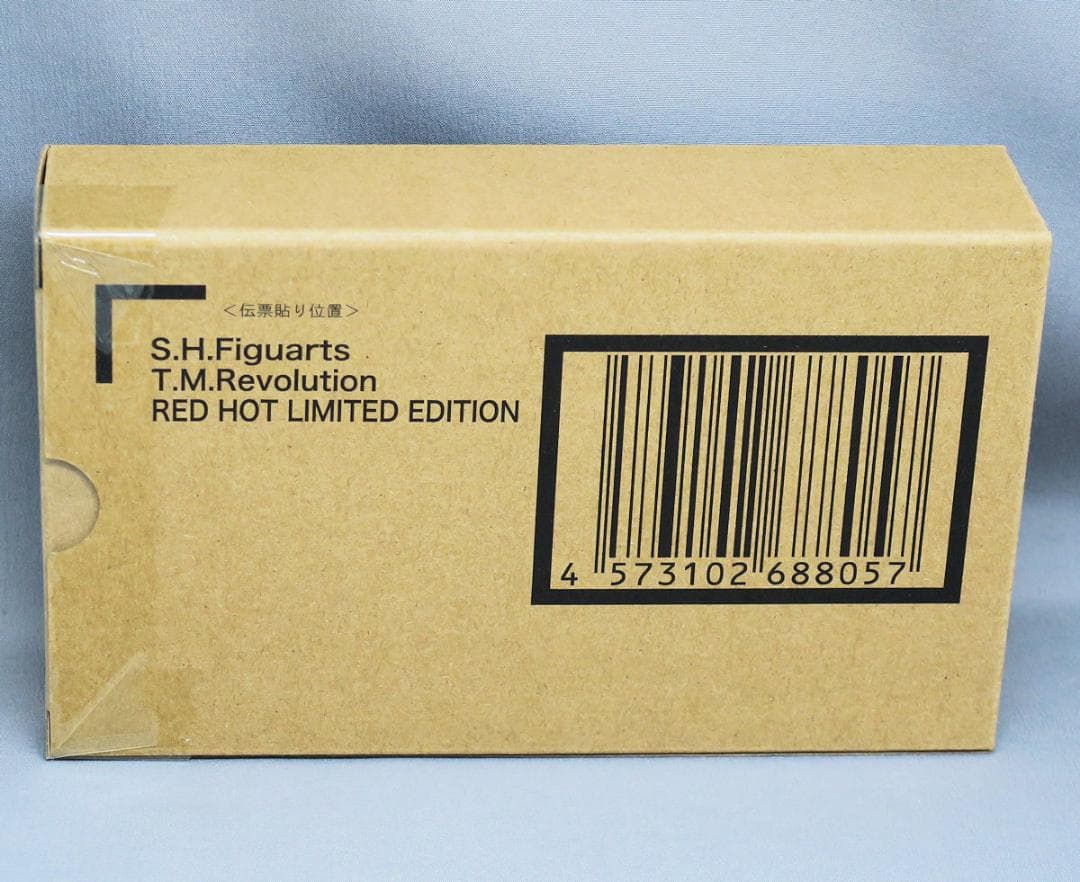 ＜伝票貼り位置＞
S.H.Figuarts
T.M.Revolution
RED HOT LIMITED EDITION
4 573102 688057